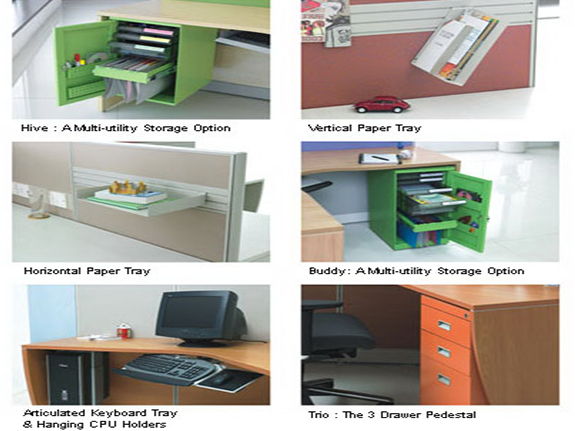 Hive : A Multi-utility Storage Option
Vertical Paper Tray
Horizontal Paper Tray
Buddy: A Multi-utility Storage Option
Articulated Keyboard Tray
& Hanging CPU Holders
Trio : The 3 Drawer Pedestal